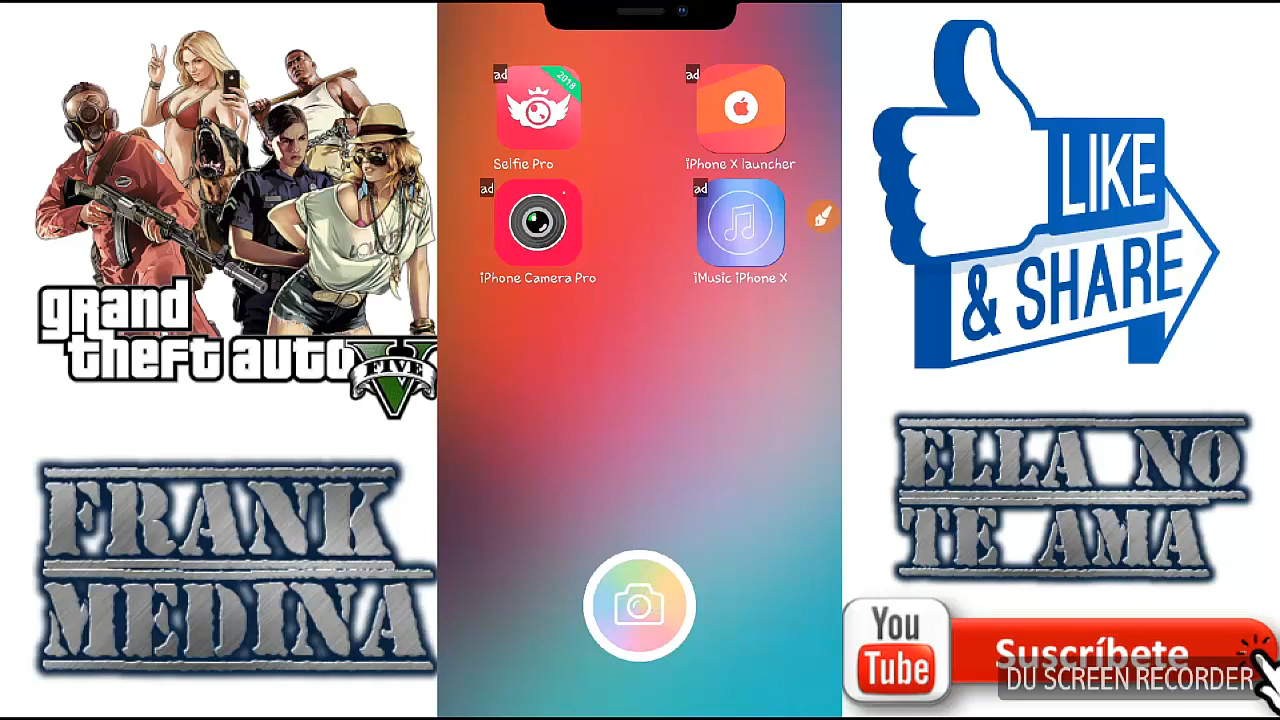 grand
theft auto
FIVE
FRANK
MEDINA
ad
2018
Selfie Pro
ad
iPhone X launcher
ad
iPhone Camera Pro
ad
iMusic iPhone X
LIKE
& SHARE
ELLA NO
TE AMA
You
Tube
Suscríbete
DU SCREEN RECORDER